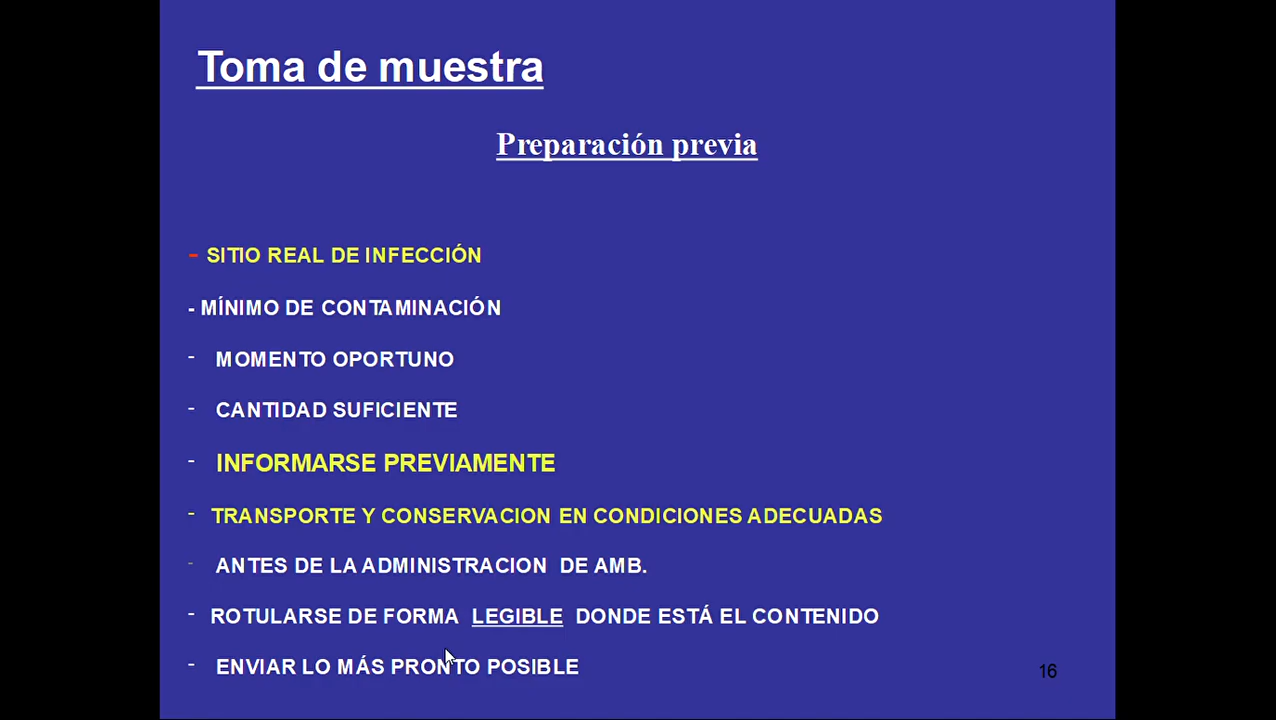 Toma de muestra
Preparación previa
- SITIO REAL DE INFECCIÓN
- MÍNIMO DE CONTAMINACIÓN
- MOMENTO OPORTUNO
- CANTIDAD SUFICIENTE
- INFORMARSE PREVIAMENTE
- TRANSPORTE Y CONSERVACION EN CONDICIONES ADECUADAS
- ANTES DE LA ADMINISTRACION DE AMB.
- ROTULARSE DE FORMA LEGIBLE DONDE ESTÁ EL CONTENIDO
- ENVIAR LO MÁS PRONTO POSIBLE
16